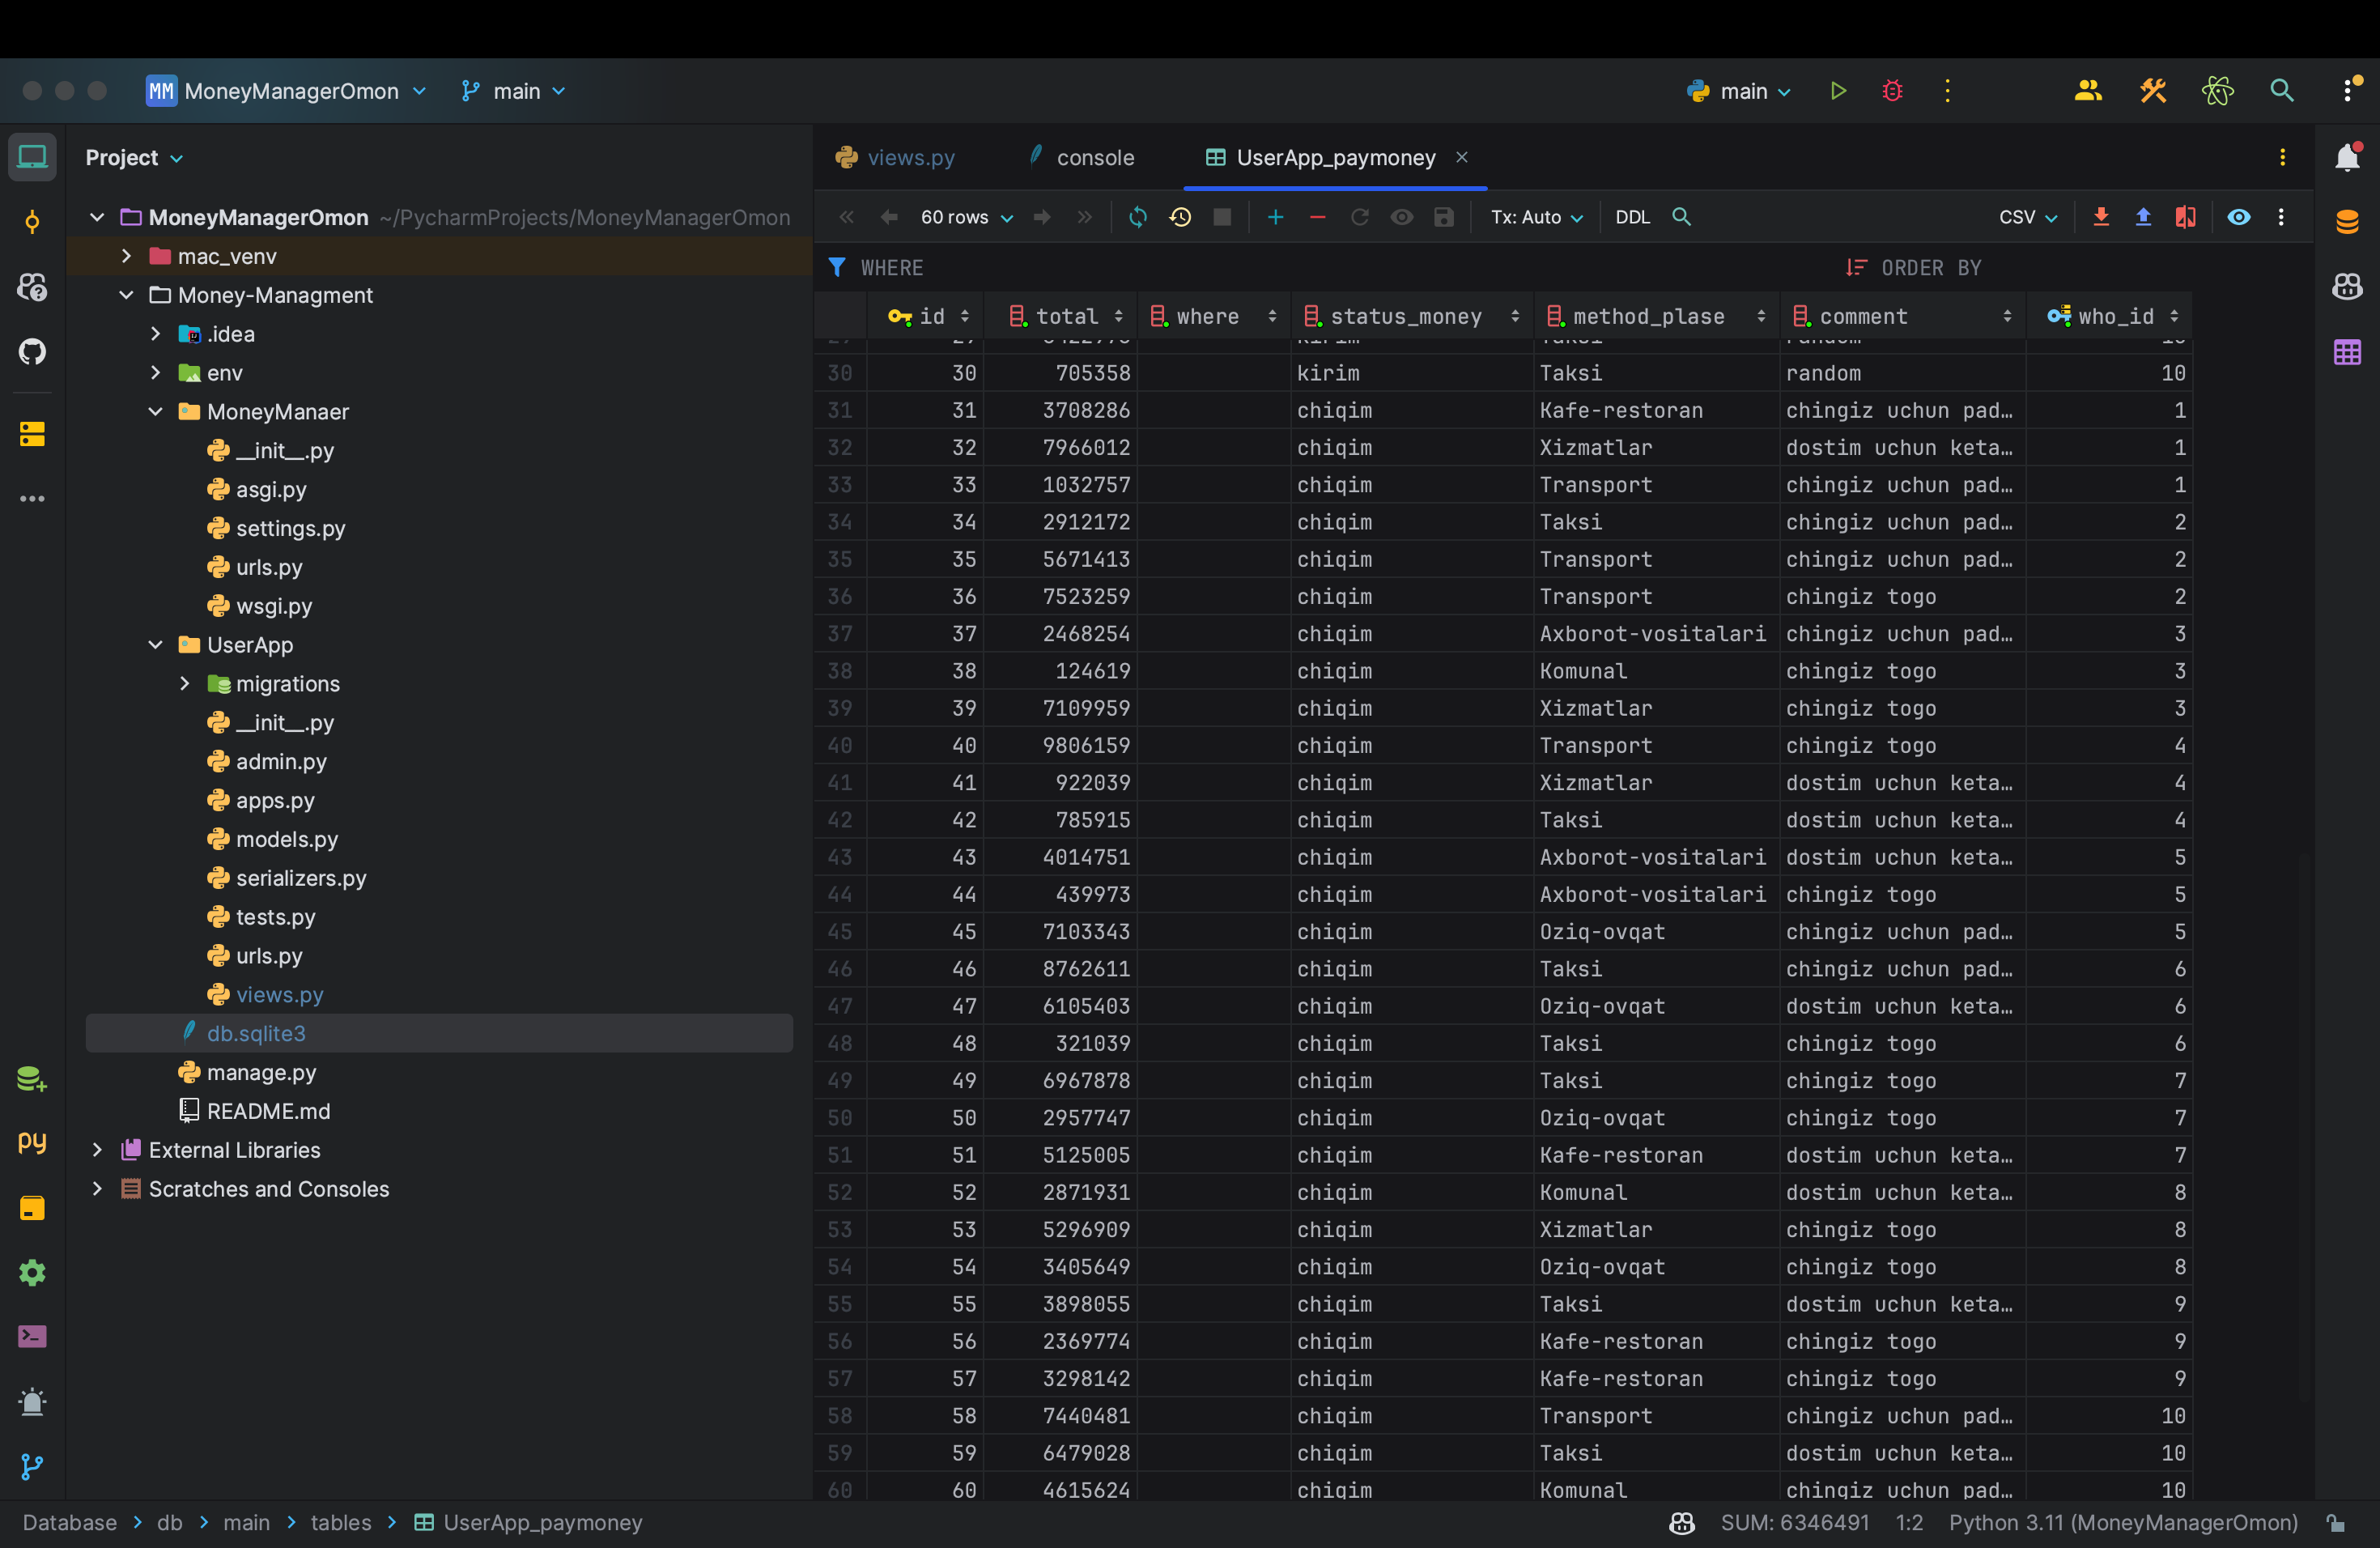 MM MoneyManagerOmon main main
Project
views.py console UserApp_paymoney
MoneyManagerOmon ~/PycharmProjects/MoneyManagerOmon
mac_venv
Money-Managment
.idea
env
MoneyManaer
__init__.py
asgi.py
settings.py
urls.py
wsgi.py
UserApp
migrations
__init__.py
admin.py
apps.py
models.py
serializers.py
tests.py
urls.py
views.py
db.sqlite3
manage.py
README.md
External Libraries
Scratches and Consoles
py
60 rows Tx: Auto DDL CSV
WHERE ORDER BY
id total where status_money method_plase comment who_id
30 30 705358 kirim Taksi random 10
31 31 3708286 chiqim Kafe-restoran chingiz uchun pad… 1
32 32 7966012 chiqim Xizmatlar dostim uchun keta… 1
33 33 1032757 chiqim Transport chingiz uchun pad… 1
34 34 2912172 chiqim Taksi chingiz uchun pad… 2
35 35 5671413 chiqim Transport chingiz uchun pad… 2
36 36 7523259 chiqim Transport chingiz togo 2
37 37 2468254 chiqim Axborot-vositalari chingiz uchun pad… 3
38 38 124619 chiqim Komunal chingiz togo 3
39 39 7109959 chiqim Xizmatlar chingiz togo 3
40 40 9806159 chiqim Transport chingiz togo 4
41 41 922039 chiqim Xizmatlar dostim uchun keta… 4
42 42 785915 chiqim Taksi dostim uchun keta… 4
43 43 4014751 chiqim Axborot-vositalari dostim uchun keta… 5
44 44 439973 chiqim Axborot-vositalari chingiz togo 5
45 45 7103343 chiqim Oziq-ovqat chingiz uchun pad… 5
46 46 8762611 chiqim Taksi chingiz uchun pad… 6
47 47 6105403 chiqim Oziq-ovqat dostim uchun keta… 6
48 48 321039 chiqim Taksi chingiz togo 6
49 49 6967878 chiqim Taksi chingiz togo 7
50 50 2957747 chiqim Oziq-ovqat chingiz togo 7
51 51 5125005 chiqim Kafe-restoran dostim uchun keta… 7
52 52 2871931 chiqim Komunal dostim uchun keta… 8
53 53 5296909 chiqim Xizmatlar chingiz togo 8
54 54 3405649 chiqim Oziq-ovqat chingiz togo 8
55 55 3898055 chiqim Taksi dostim uchun keta… 9
56 56 2369774 chiqim Kafe-restoran chingiz togo 9
57 57 3298142 chiqim Kafe-restoran chingiz togo 9
58 58 7440481 chiqim Transport chingiz uchun pad… 10
59 59 6479028 chiqim Taksi dostim uchun keta… 10
60 60 4615624 chiqim Komunal chingiz uchun pad… 10
Database db main tables UserApp_paymoney SUM: 6346491 1:2 Python 3.11 (MoneyManagerOmon)